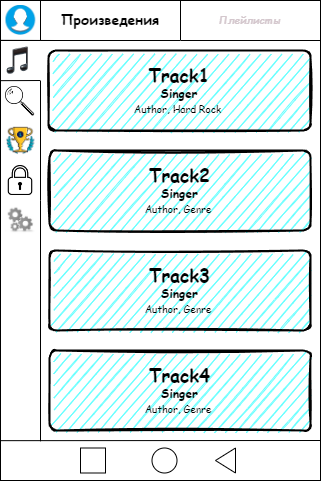 Произведения
Плейлисты
Track1
Singer
Author, Hard Rock
Track2
Singer
Author, Genre
Track3
Singer
Author, Genre
Track4
Singer
Author, Genre